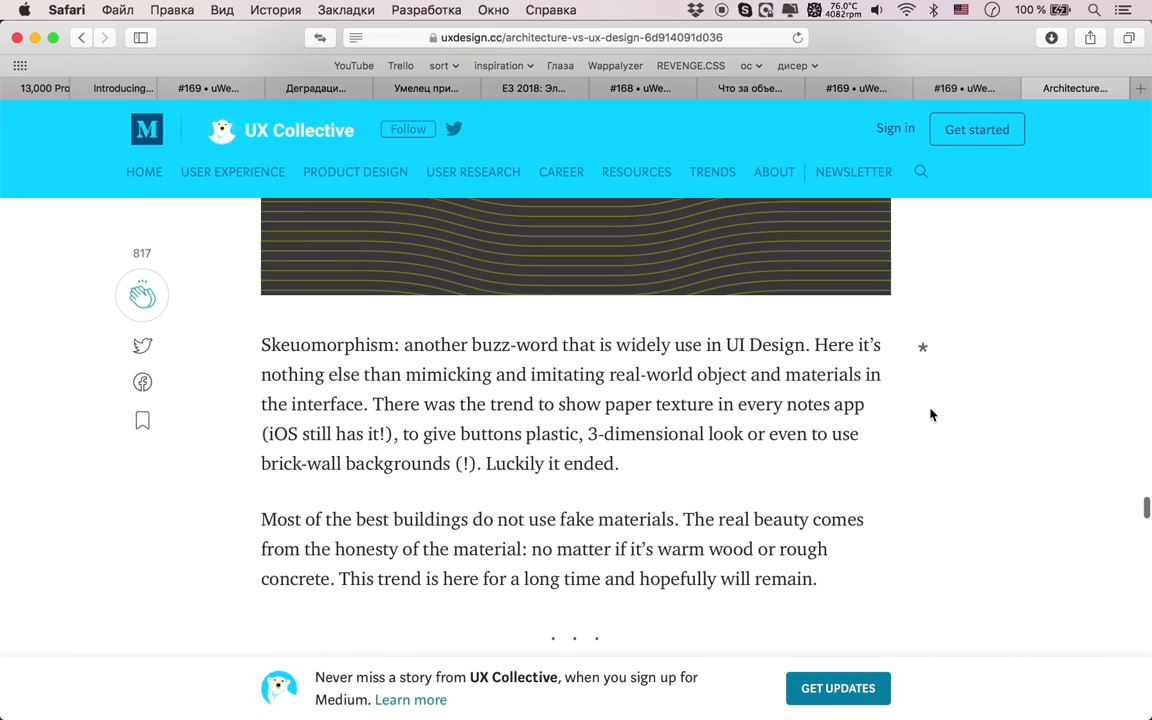 Safari Файл Правка Вид История Закладки Разработка Окно Справка 76.0°C 4082rpm 100 %
uxdesign.cc/architecture-vs-ux-design-6d914091d036
YouTube Trello sort inspiration Глаза Wappalyzer REVENGE.CSS ос дисер
13,000 Pro Introducing... #169 • uWe... Деградаци... Умелец при... E3 2018: Эл... #168 • uWe... Что за объе... #169 • uWe... #169 • uWe... Architecture...
M UX Collective Follow Sign in Get started
HOME USER EXPERIENCE PRODUCT DESIGN USER RESEARCH CAREER RESOURCES TRENDS ABOUT NEWSLETTER
817
Skeuomorphism: another buzz-word that is widely use in UI Design. Here it’s *
nothing else than mimicking and imitating real-world object and materials in
the interface. There was the trend to show paper texture in every notes app
(iOS still has it!), to give buttons plastic, 3-dimensional look or even to use
brick-wall backgrounds (!). Luckily it ended.
Most of the best buildings do not use fake materials. The real beauty comes
from the honesty of the material: no matter if it’s warm wood or rough
concrete. This trend is here for a long time and hopefully will remain.
. . .
Never miss a story from UX Collective, when you sign up for
Medium. Learn more
GET UPDATES